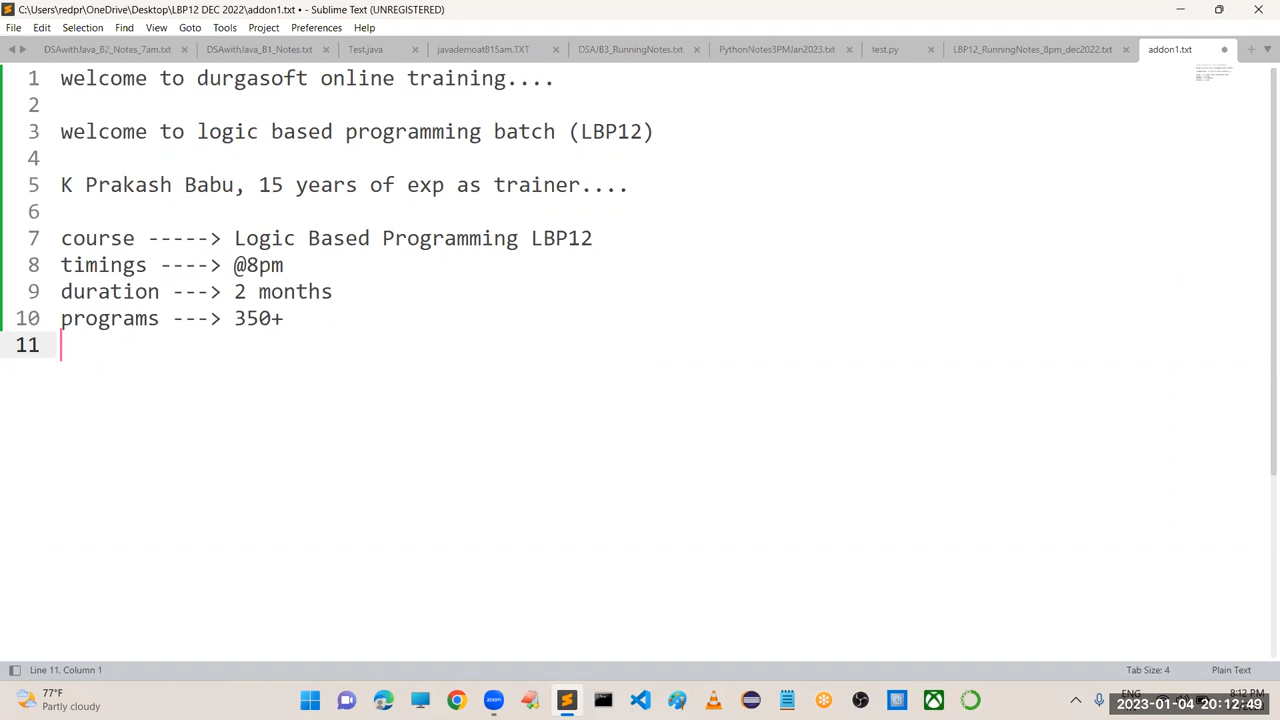 C:\Users\redpr\OneDrive\Desktop\LBP12 DEC 2022\addon1.txt • - Sublime Text (UNREGISTERED)
File Edit Selection Find View Goto Tools Project Preferences Help
DSAwithJava_B2_Notes_7am.txt DSAwithJava_B1_Notes.txt Test.java javademoat815am.TXT DSAJB3_RunningNotes.txt PythonNotes3PMJan2023.txt test.py LBP12_RunningNotes_8pm_dec2022.txt addon1.txt
1 welcome to durgasoft online training....
2
3 welcome to logic based programming batch (LBP12)
4
5 K Prakash Babu, 15 years of exp as trainer....
6
7 course -----> Logic Based Programming LBP12
8 timings ----> @8pm
9 duration ---> 2 months
10 programs ---> 350+
11
Line 11, Column 1 Tab Size: 4 Plain Text
77°F
Partly cloudy
zoom
ENG
8:12 PM
2023-01-04 20:12:49